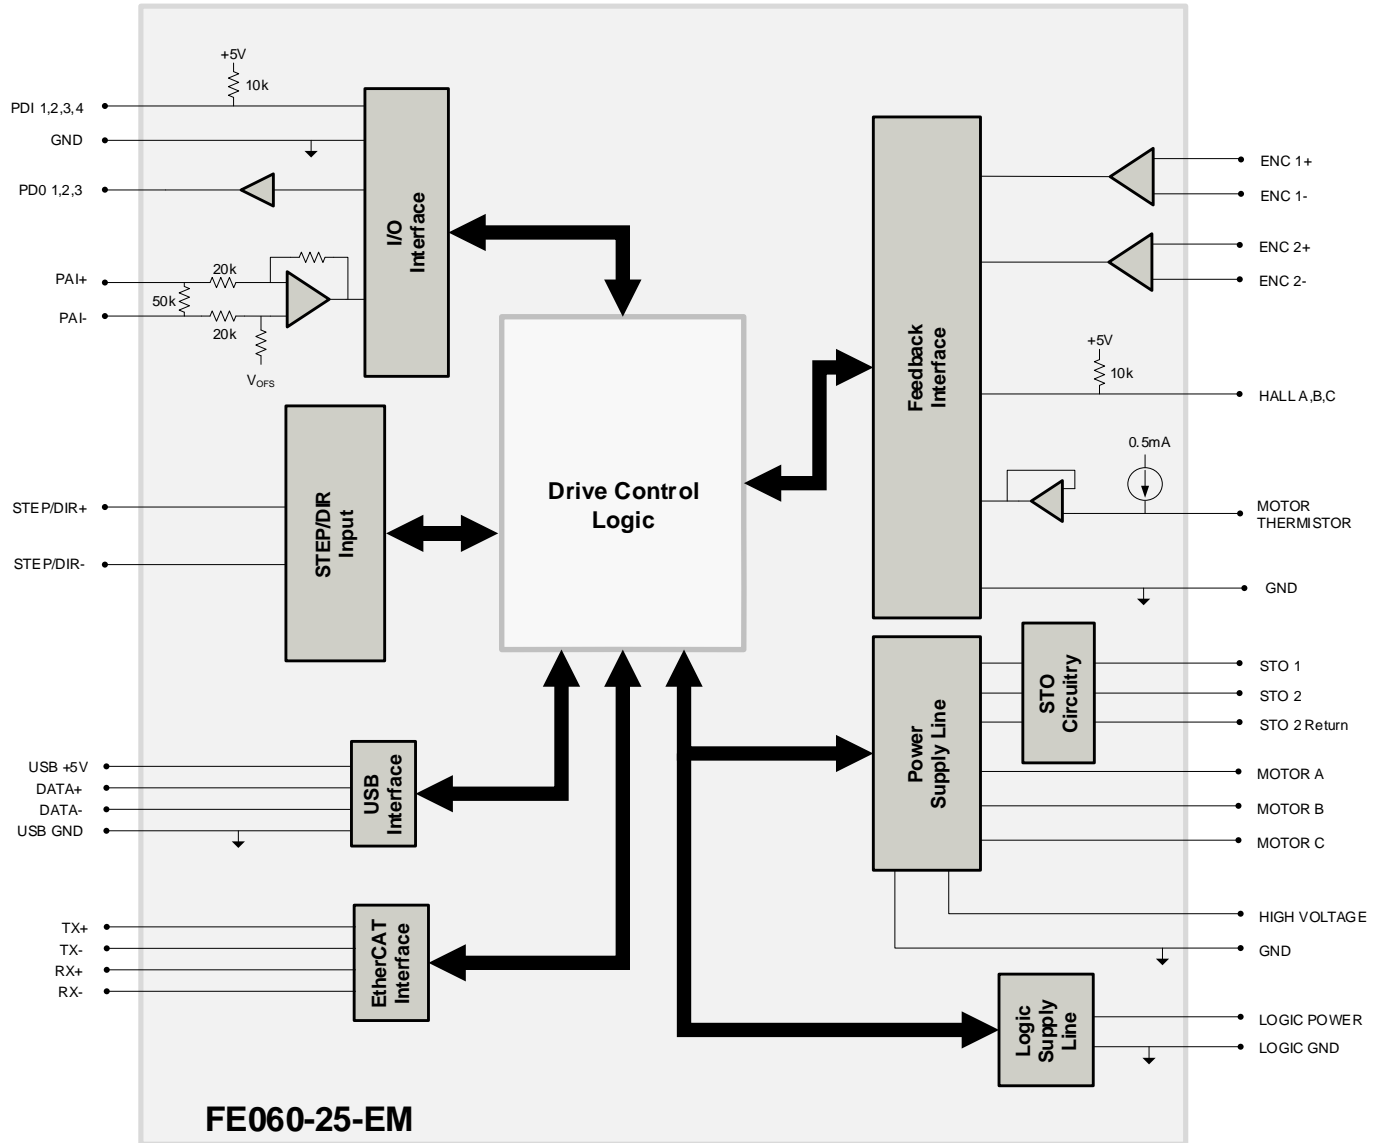 +5V
10k
PDI 1,2,3,4
GND
PD0 1,2,3
PAI+
20k
50k
PAI-
20k
VOFS
I/O
Interface
STEP/DIR+
STEP/DIR-
STEP/DIR
Input
Drive Control
Logic
USB +5V
DATA+
DATA-
USB GND
USB
Interface
TX+
TX-
RX+
RX-
EtherCAT
Interface
Feedback
Interface
ENC 1+
ENC 1-
ENC 2+
ENC 2-
+5V
10k
HALL A,B,C
0.5mA
MOTOR
THERMISTOR
GND
Power
Supply Line
STO
Circuitry
STO 1
STO 2
STO 2 Return
MOTOR A
MOTOR B
MOTOR C
HIGH VOLTAGE
GND
Logic
Supply
Line
LOGIC POWER
LOGIC GND
FE060-25-EM